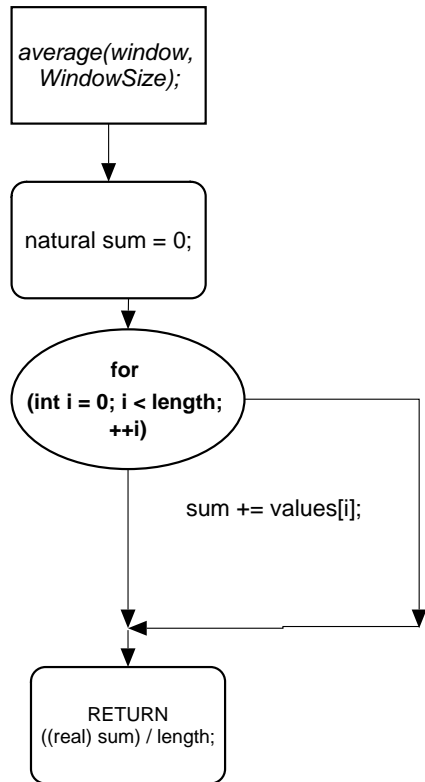 average(window,
WindowSize);
natural sum = 0;
for
(int i = 0; i < length;
++i)
sum += values[i];
RETURN
((real) sum) / length;